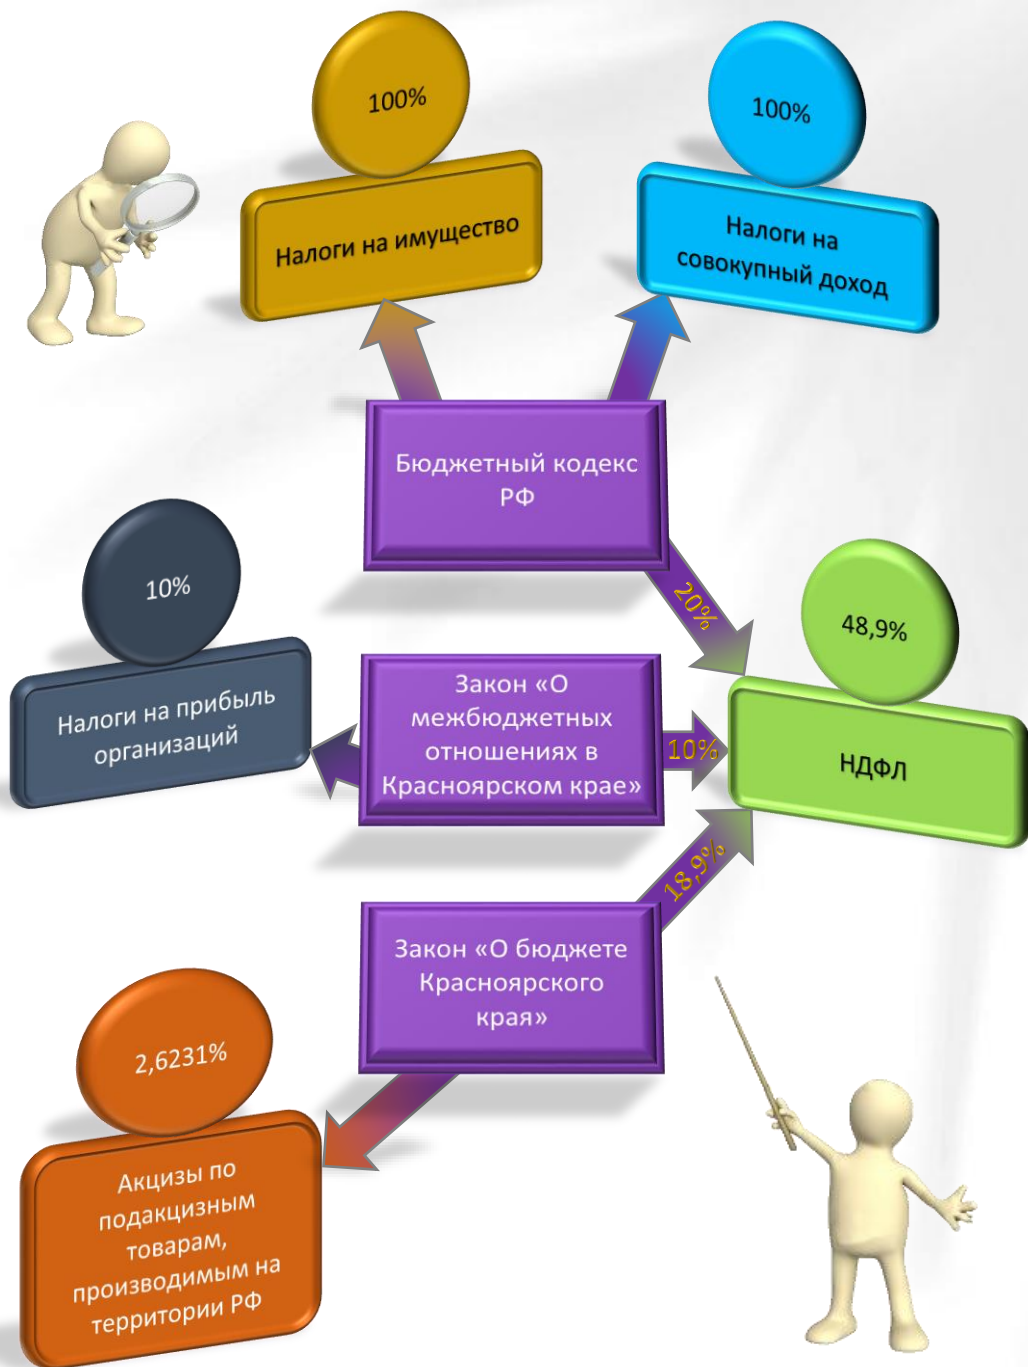 100%
Налоги на имущество
100%
Налоги на
совокупный доход
Бюджетный кодекс
РФ
20%
10%
Налоги на прибыль
организаций
Закон «О
межбюджетных
отношениях в
Красноярском крае»
10%
48,9%
НДФЛ
18,9%
Закон «О бюджете
Красноярского
края»
2,6231%
Акцизы по
подакцизным
товарам,
производимым на
территории РФ